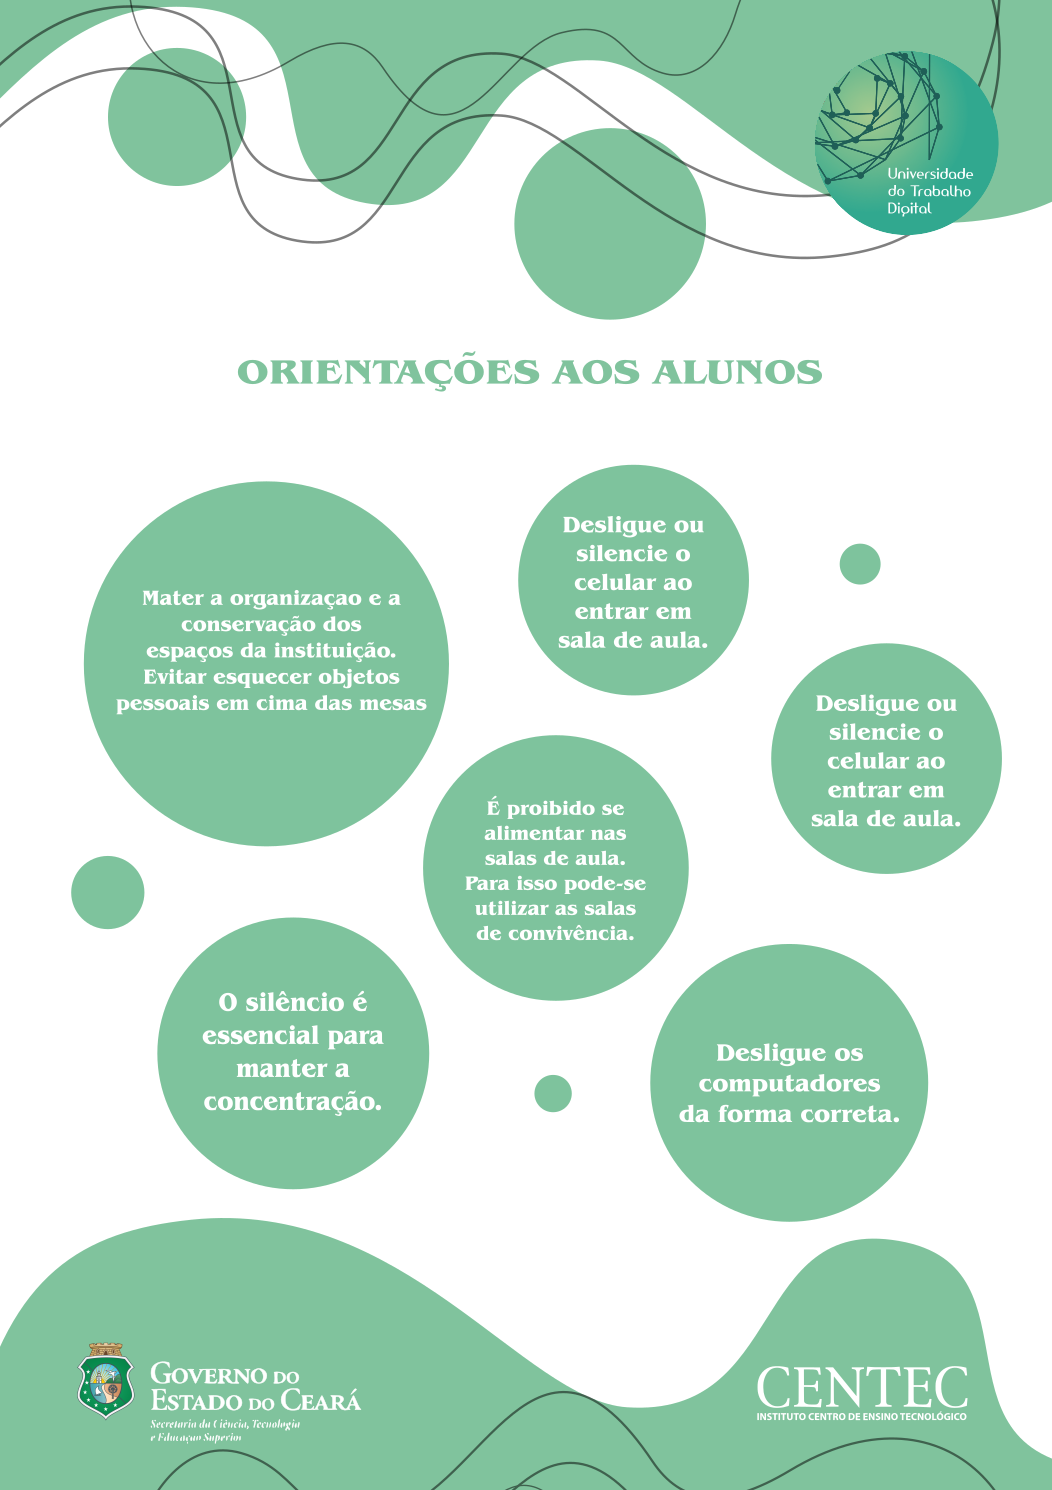 Universidade
do Trabalho
Digital
ORIENTAÇÕES AOS ALUNOS
Mater a organizaçao e a
conservação dos
espaços da instituição.
Evitar esquecer objetos
pessoais em cima das mesas
Desligue ou
silencie o
celular ao
entrar em
sala de aula.
Desligue ou
silencie o
celular ao
entrar em
sala de aula.
É proibido se
alimentar nas
salas de aula.
Para isso pode-se
utilizar as salas
de convivência.
O silêncio é
essencial para
manter a
concentração.
Desligue os
computadores
da forma correta.
GOVERNO DO
ESTADO DO CEARÁ
Secretaria da Ciência, Tecnologia
e Educação Superior
CENTEC
INSTITUTO CENTRO DE ENSINO TECNOLÓGICO